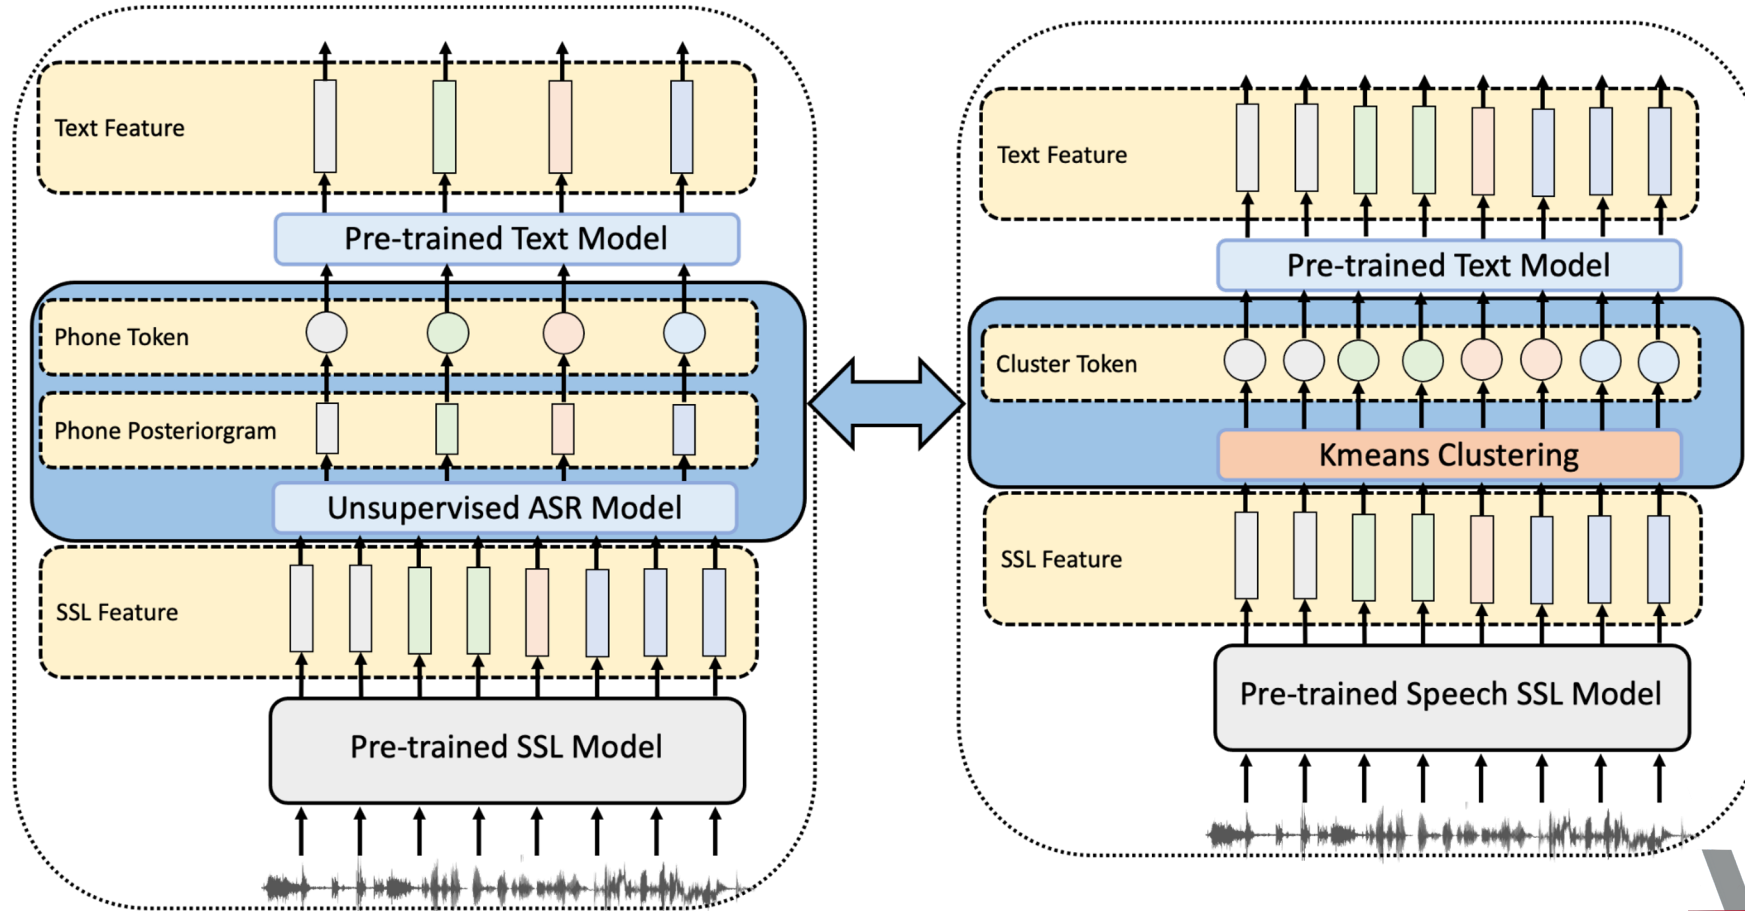 Text Feature
Pre-trained Text Model
Phone Token
Phone Posteriorgram
Unsupervised ASR Model
SSL Feature
Pre-trained SSL Model
Text Feature
Pre-trained Text Model
Cluster Token
Kmeans Clustering
SSL Feature
Pre-trained Speech SSL Model